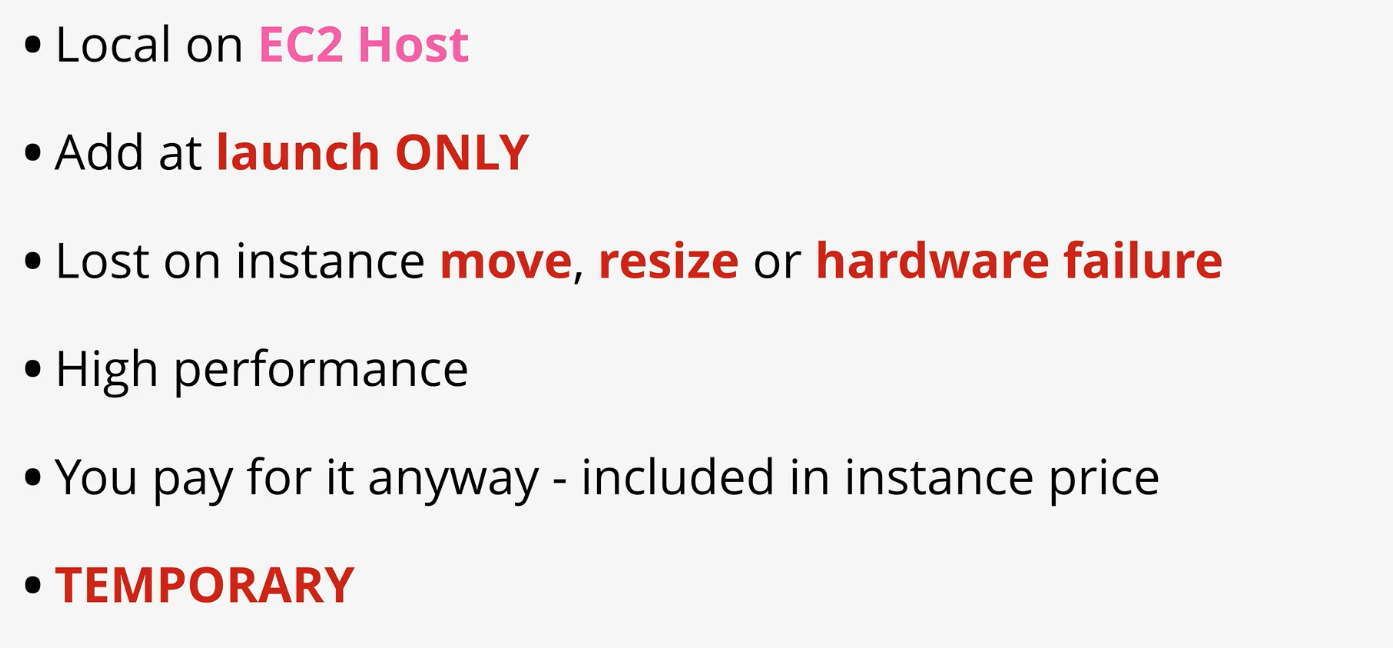 • Local on EC2 Host
• Add at launch ONLY
• Lost on instance move, resize or hardware failure
• High performance
• You pay for it anyway - included in instance price
• TEMPORARY